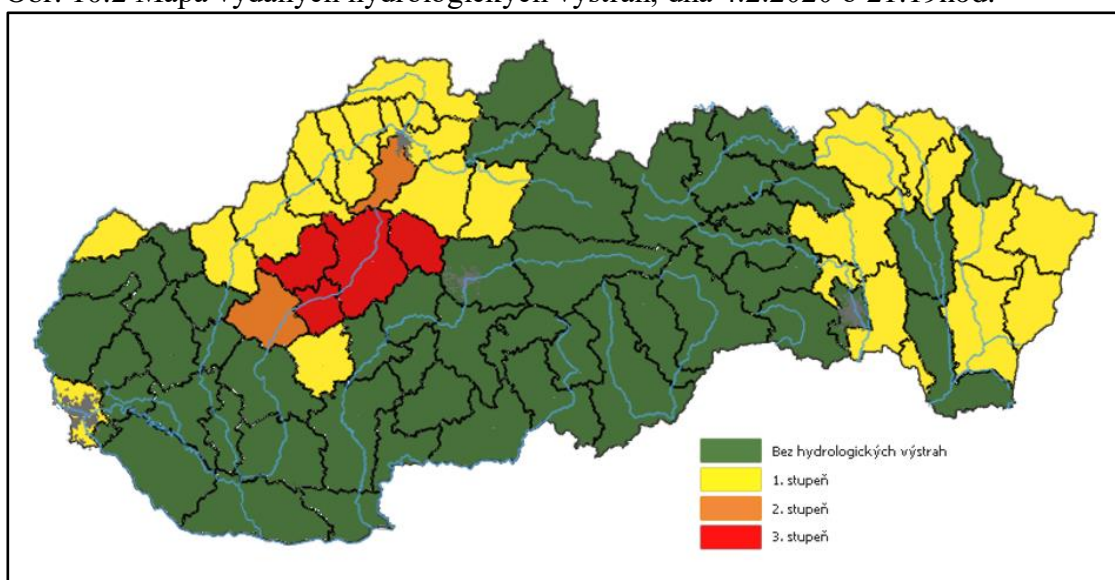 Obr. 10.2 Mapa vydaných hydrologických výstrah, dňa 4.2.2020 o 21:19hod.
Bez hydrologických výstrah
1. stupeň
2. stupeň
3. stupeň